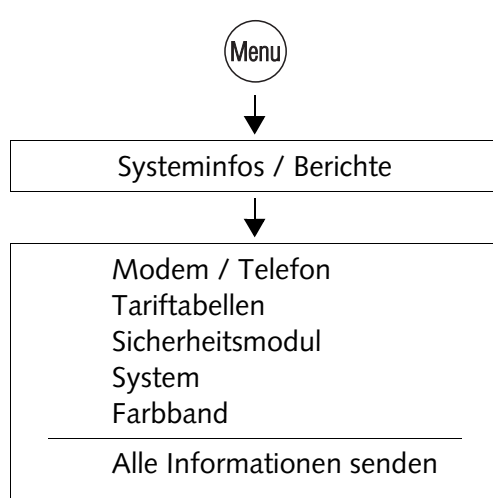 Menu
Systeminfos / Berichte
Modem / Telefon
Tariftabellen
Sicherheitsmodul
System
Farbband
Alle Informationen senden